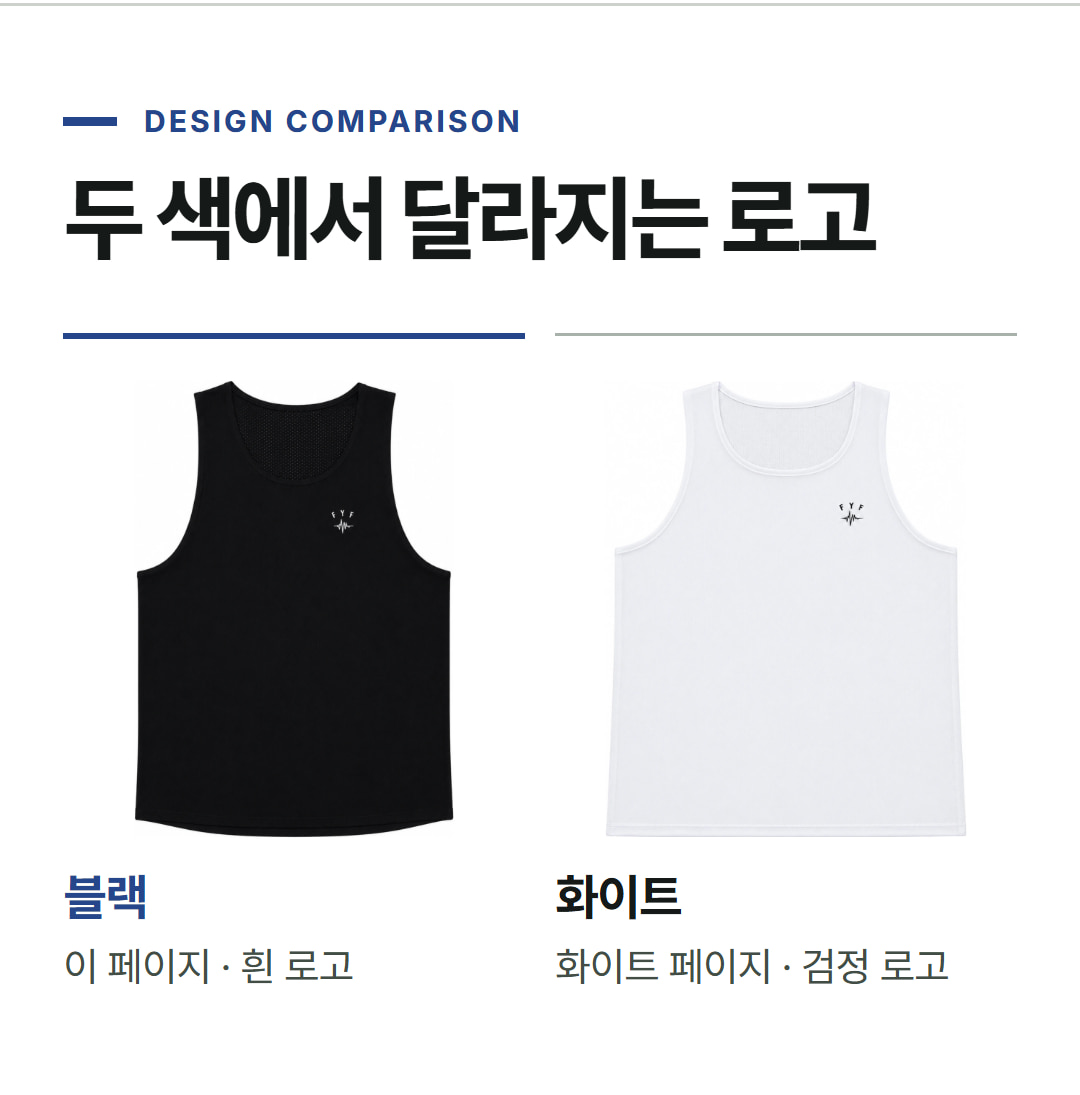 DESIGN COMPARISON
두 색에서 달라지는 로고
F Y F
F Y F
블랙
이 페이지 · 흰 로고
화이트
화이트 페이지 · 검정 로고